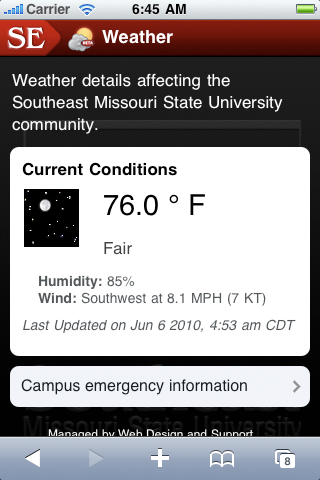 Carrier 6:45 AM
SE BETA Weather
Weather details affecting the
Southeast Missouri State University
community.
Current Conditions
76.0 ° F
Fair
Humidity: 85%
Wind: Southwest at 8.1 MPH (7 KT)
Last Updated on Jun 6 2010, 4:53 am CDT
Campus emergency information
Missouri State University
Managed by Web Design and Support
8